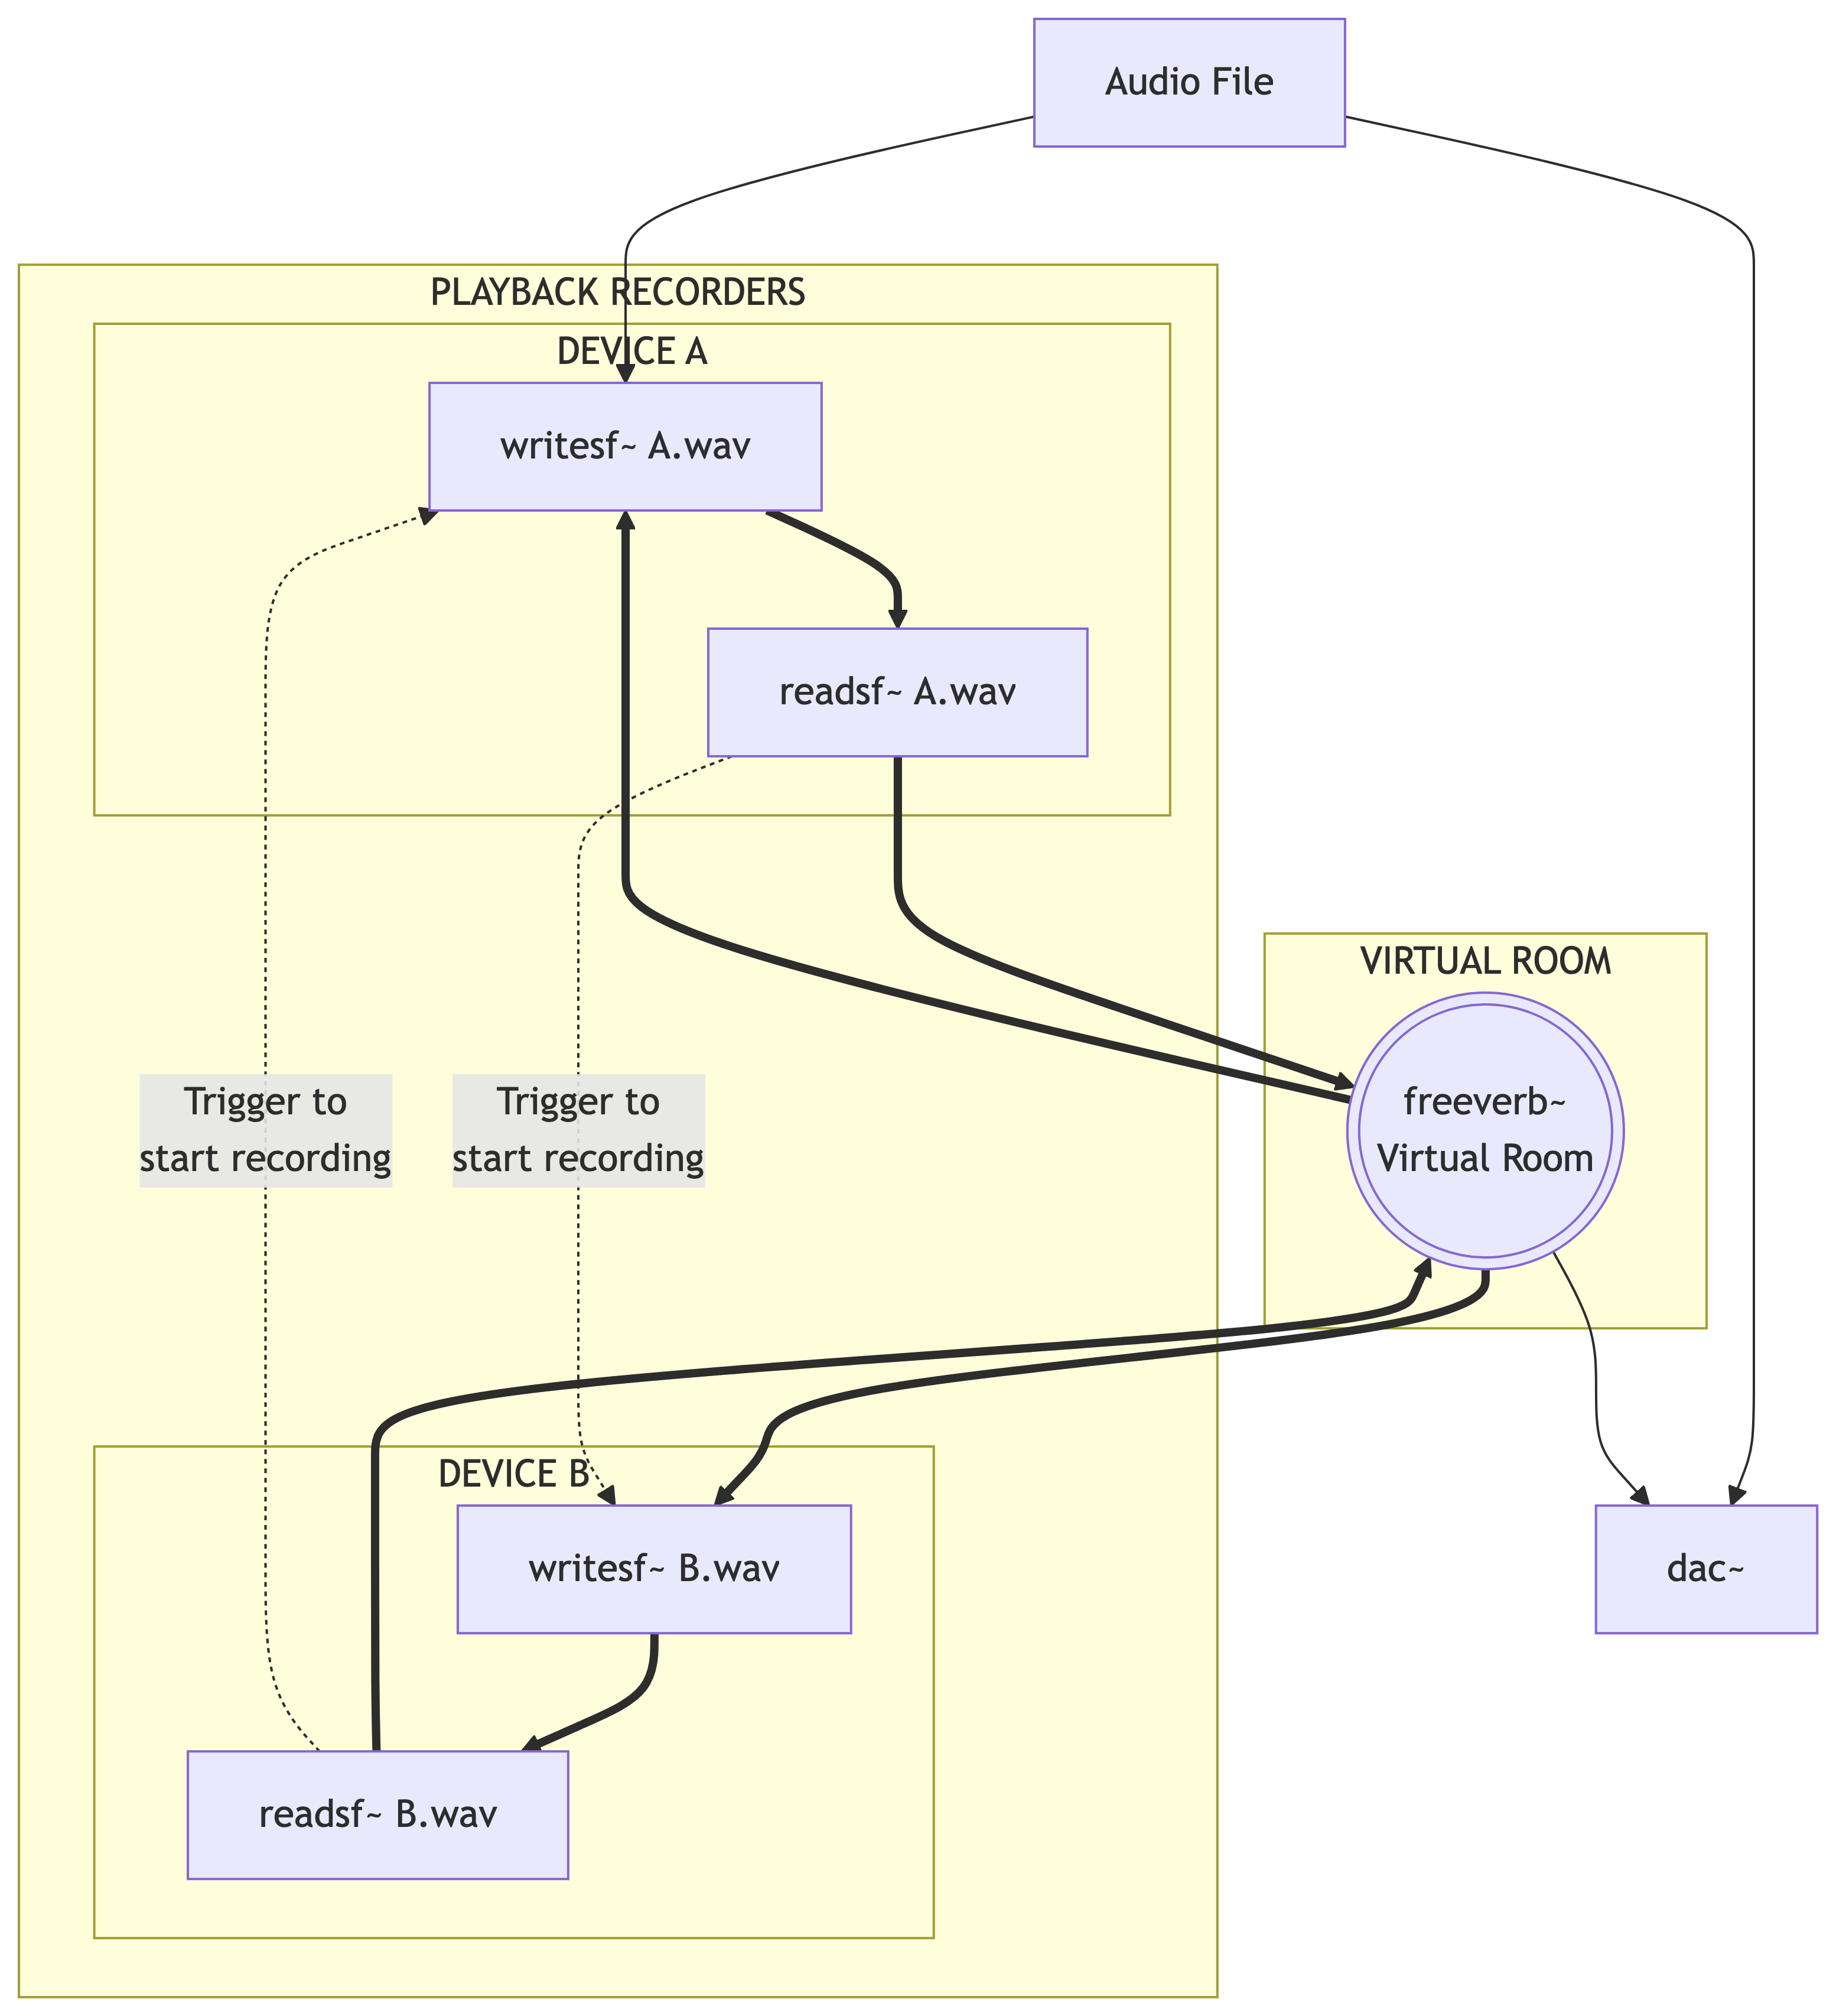 Audio File
PLAYBACK RECORDERS
DEVICE A
writesf~ A.wav
readsf~ A.wav
VIRTUAL ROOM
freeverb~
Virtual Room
Trigger to
start recording
Trigger to
start recording
DEVICE B
writesf~ B.wav
dac~
readsf~ B.wav